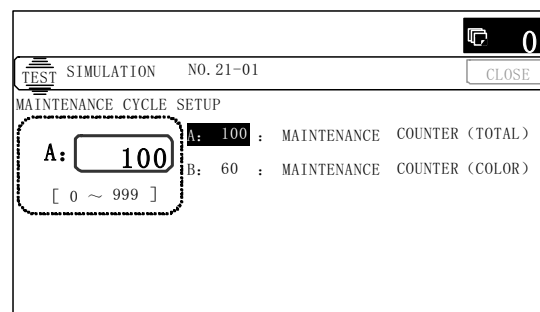 0
TEST SIMULATION NO. 21-01 CLOSE
MAINTENANCE CYCLE SETUP
A: 100
[ 0 ~ 999 ]
A: 100 : MAINTENANCE COUNTER (TOTAL)
B: 60 : MAINTENANCE COUNTER (COLOR)